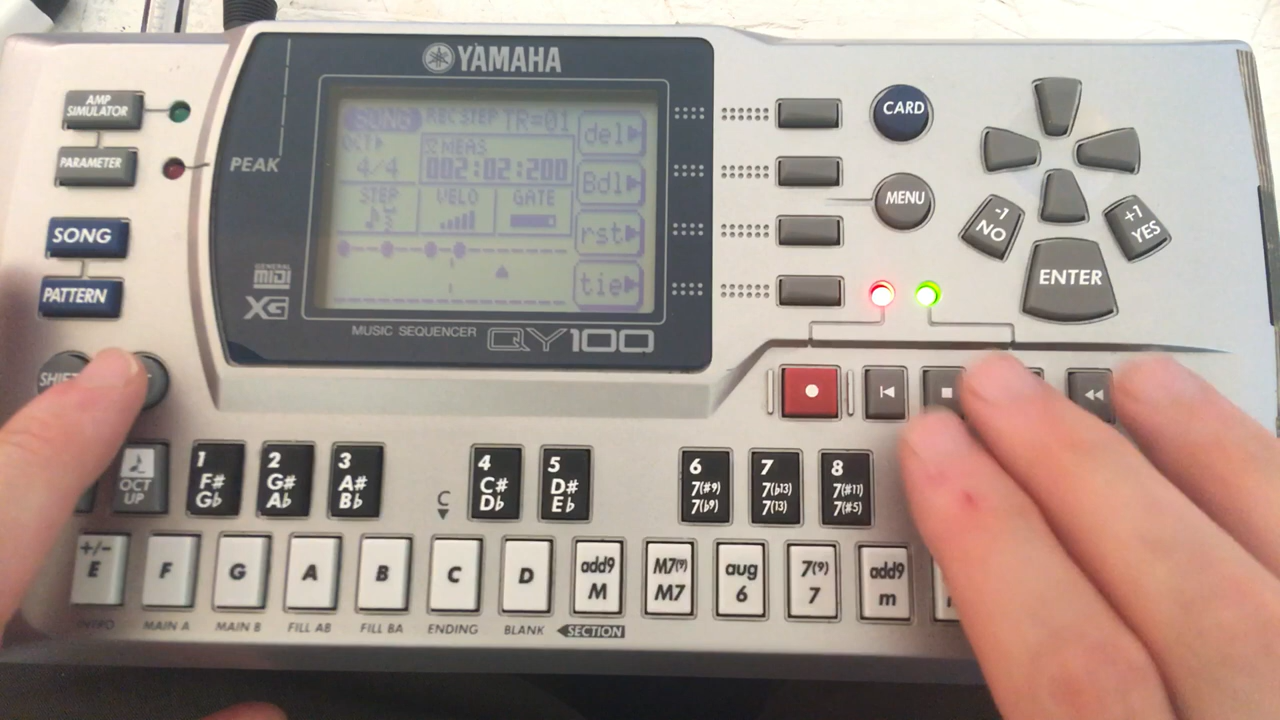 YAMAHA
AMP
SIMULATOR
PARAMETER
PEAK
SONG
PATTERN
SONG REC STEP TR=01
MEAS
4/4 002:02:200
STEP VELO GATE
del
Bdl
rst
tie
GENERAL
MIDI
XG
MUSIC SEQUENCER QY100
CARD
MENU
-1
NO
+1
YES
ENTER
SHIFT
OCT
UP
1
F#
G♭
2
G#
A♭
3
A#
B♭
C
4
C#
D♭
5
D#
E♭
6
7(#9)
7(♭9)
7
7(♭13)
7(13)
8
7(#11)
7(#5)
+/-
E
F
G
A
B
C
D
add9
M
M7(9)
M7
aug
6
7(9)
7
add9
m
INTRO
MAIN A
MAIN B
FILL AB
FILL BA
ENDING
BLANK
SECTION